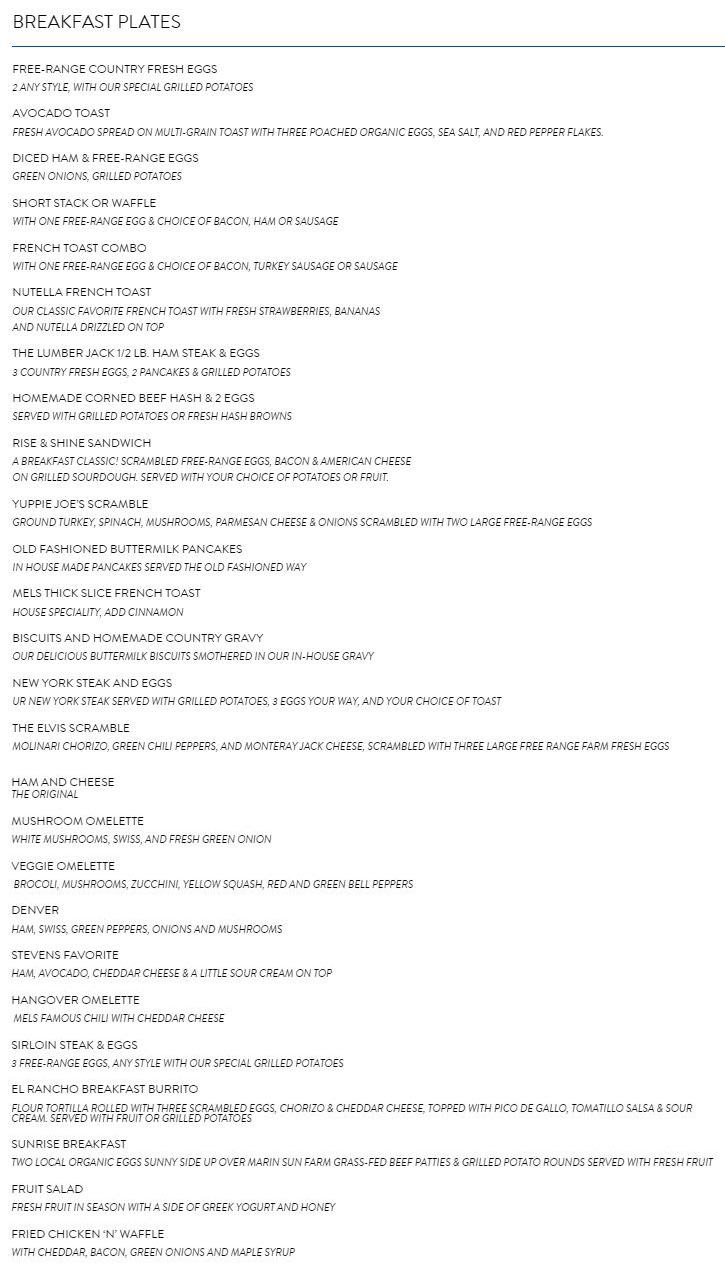 BREAKFAST PLATES
FREE-RANGE COUNTRY FRESH EGGS
2 ANY STYLE, WITH OUR SPECIAL GRILLED POTATOES
AVOCADO TOAST
FRESH AVOCADO SPREAD ON MULTI-GRAIN TOAST WITH THREE POACHED ORGANIC EGGS, SEA SALT, AND RED PEPPER FLAKES.
DICED HAM & FREE-RANGE EGGS
GREEN ONIONS, GRILLED POTATOES
SHORT STACK OR WAFFLE
WITH ONE FREE-RANGE EGG & CHOICE OF BACON, HAM OR SAUSAGE
FRENCH TOAST COMBO
WITH ONE FREE-RANGE EGG & CHOICE OF BACON, TURKEY SAUSAGE OR SAUSAGE
NUTELLA FRENCH TOAST
OUR CLASSIC FAVORITE FRENCH TOAST WITH FRESH STRAWBERRIES, BANANAS
AND NUTELLA DRIZZLED ON TOP
THE LUMBER JACK 1/2 LB. HAM STEAK & EGGS
3 COUNTRY FRESH EGGS, 2 PANCAKES & GRILLED POTATOES
HOMEMADE CORNED BEEF HASH & 2 EGGS
SERVED WITH GRILLED POTATOES OR FRESH HASH BROWNS
RISE & SHINE SANDWICH
A BREAKFAST CLASSIC! SCRAMBLED FREE-RANGE EGGS, BACON & AMERICAN CHEESE
ON GRILLED SOURDOUGH. SERVED WITH YOUR CHOICE OF POTATOES OR FRUIT.
YUPPIE JOE'S SCRAMBLE
GROUND TURKEY, SPINACH, MUSHROOMS, PARMESAN CHEESE & ONIONS SCRAMBLED WITH TWO LARGE FREE-RANGE EGGS
OLD FASHIONED BUTTERMILK PANCAKES
IN HOUSE MADE PANCAKES SERVED THE OLD FASHIONED WAY
MELS THICK SLICE FRENCH TOAST
HOUSE SPECIALITY, ADD CINNAMON
BISCUITS AND HOMEMADE COUNTRY GRAVY
OUR DELICIOUS BUTTERMILK BISCUITS SMOTHERED IN OUR IN-HOUSE GRAVY
NEW YORK STEAK AND EGGS
UR NEW YORK STEAK SERVED WITH GRILLED POTATOES, 3 EGGS YOUR WAY, AND YOUR CHOICE OF TOAST
THE ELVIS SCRAMBLE
MOLINARI CHORIZO, GREEN CHILI PEPPERS, AND MONTERAY JACK CHEESE, SCRAMBLED WITH THREE LARGE FREE RANGE FARM FRESH EGGS
HAM AND CHEESE
THE ORIGINAL
MUSHROOM OMELETTE
WHITE MUSHROOMS, SWISS, AND FRESH GREEN ONION
VEGGIE OMELETTE
BROCOLI, MUSHROOMS, ZUCCHINI, YELLOW SQUASH, RED AND GREEN BELL PEPPERS
DENVER
HAM, SWISS, GREEN PEPPERS, ONIONS AND MUSHROOMS
STEVENS FAVORITE
HAM, AVOCADO, CHEDDAR CHEESE & A LITTLE SOUR CREAM ON TOP
HANGOVER OMELETTE
MELS FAMOUS CHILI WITH CHEDDAR CHEESE
SIRLOIN STEAK & EGGS
3 FREE-RANGE EGGS, ANY STYLE WITH OUR SPECIAL GRILLED POTATOES
EL RANCHO BREAKFAST BURRITO
FLOUR TORTILLA ROLLED WITH THREE SCRAMBLED EGGS, CHORIZO & CHEDDAR CHEESE, TOPPED WITH PICO DE GALLO, TOMATILLO SALSA & SOUR
CREAM. SERVED WITH FRUIT OR GRILLED POTATOES
SUNRISE BREAKFAST
TWO LOCAL ORGANIC EGGS SUNNY SIDE UP OVER MARIN SUN FARM GRASS-FED BEEF PATTIES & GRILLED POTATO ROUNDS SERVED WITH FRESH FRUIT
FRUIT SALAD
FRESH FRUIT IN SEASON WITH A SIDE OF GREEK YOGURT AND HONEY
FRIED CHICKEN 'N' WAFFLE
WITH CHEDDAR, BACON, GREEN ONIONS AND MAPLE SYRUP